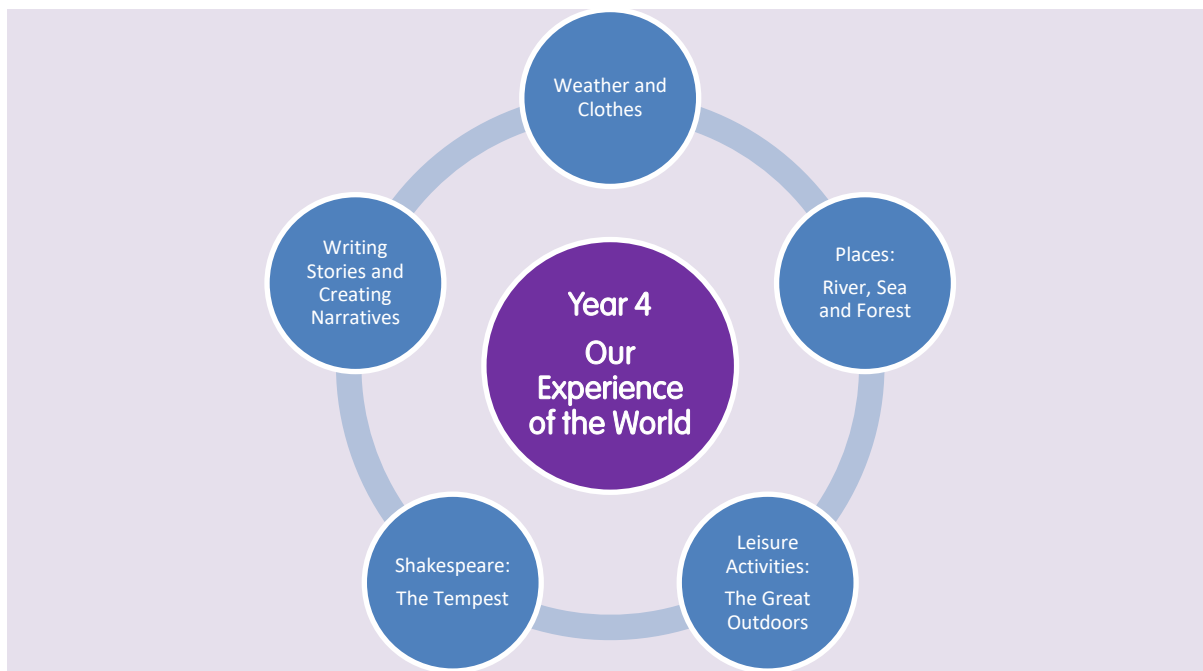 Weather and
Clothes
Places:
River, Sea
and Forest
Leisure
Activities:
The Great
Outdoors
Shakespeare:
The Tempest
Writing
Stories and
Creating
Narratives
Year 4
Our
Experience
of the World